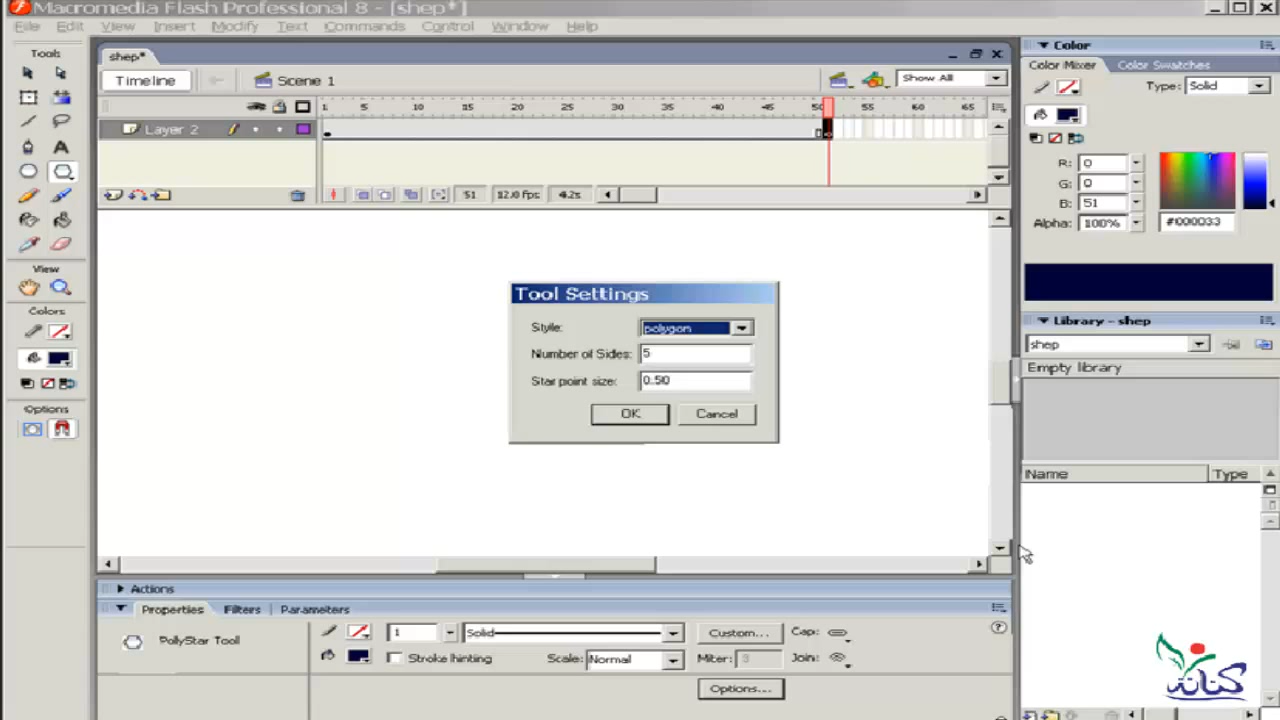 Macromedia Flash Professional 8 - [shep*]
File Edit View Insert Modify Text Commands Control Window Help
Tools
shep*
Timeline
Scene 1
Show All
1 5 10 15 20 25 30 35 40 45 50 55 60 65
Layer 2
51 12.0 fps 4.2s
View
Colors
Options
Tool Settings
Style: polygon
Number of Sides: 5
Star point size: 0.50
OK Cancel
Color
Color Mixer Color Swatches
Type: Solid
R: 0
G: 0
B: 51
Alpha: 100% #000033
Library - shep
shep
Empty library
Name Type
Actions
Properties Filters Parameters
PolyStar Tool
1 Solid Custom... Cap:
Stroke hinting Scale: Normal Miter: 3 Join:
Options...
كنانة